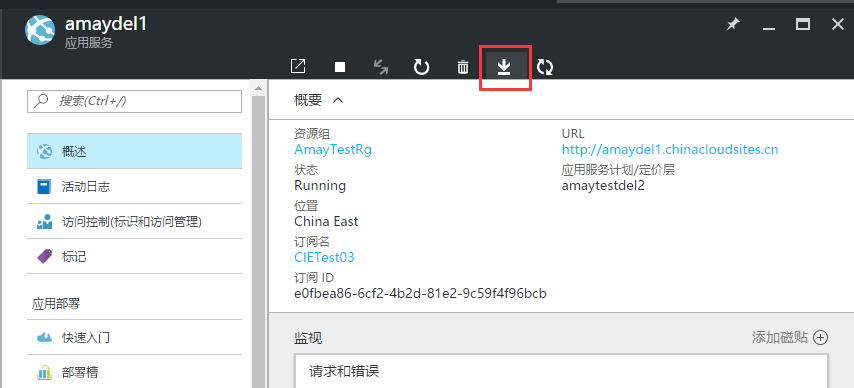 amaydel1
应用服务
搜索(Ctrl+/)
概述
活动日志
访问控制(标识和访问管理)
标记
应用部署
快速入门
部署槽
概要
资源组
AmayTestRg
状态
Running
位置
China East
订阅名
CIETest03
订阅 ID
e0fbea86-6cf2-4b2d-81e2-9c59f4f96bcb
URL
http://amaydel1.chinacloudsites.cn
应用服务计划/定价层
amaytestdel2
监视
添加磁贴
请求和错误